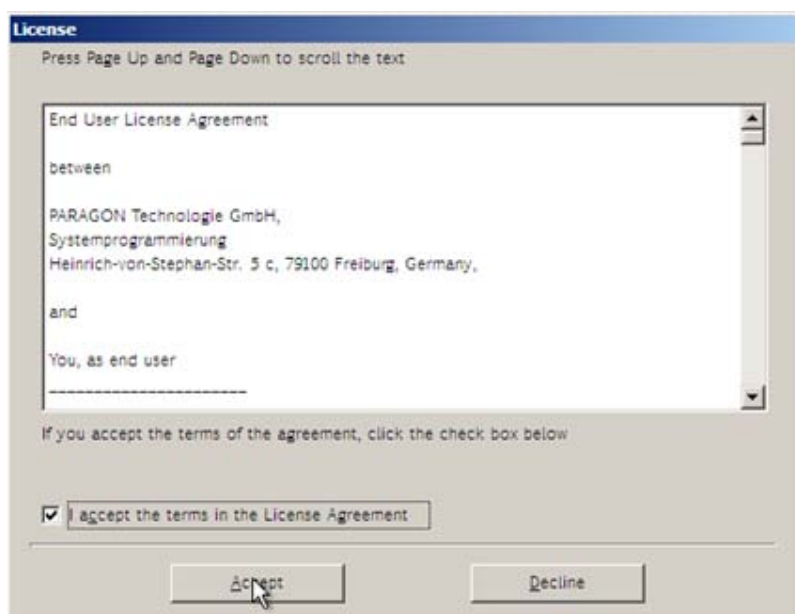 License
Press Page Up and Page Down to scroll the text
End User License Agreement
between
PARAGON Technologie GmbH,
Systemprogrammierung
Heinrich-von-Stephan-Str. 5 c, 79100 Freiburg, Germany,
and
You, as end user
-----------------------
If you accept the terms of the agreement, click the check box below
I accept the terms in the License Agreement
Accept
Decline